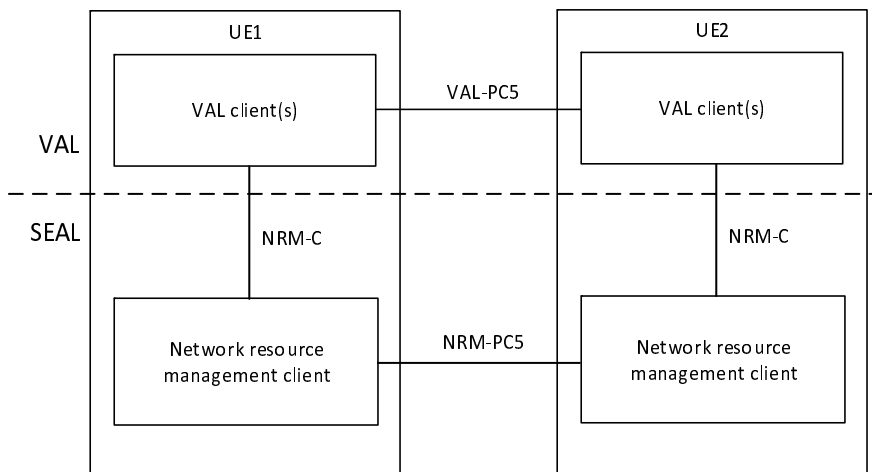 UE1
UE2
VAL client(s)
VAL-PC5
VAL client(s)
VAL
SEAL
NRM-C
NRM-C
Network resource
management client
NRM-PC5
Network resource
management client